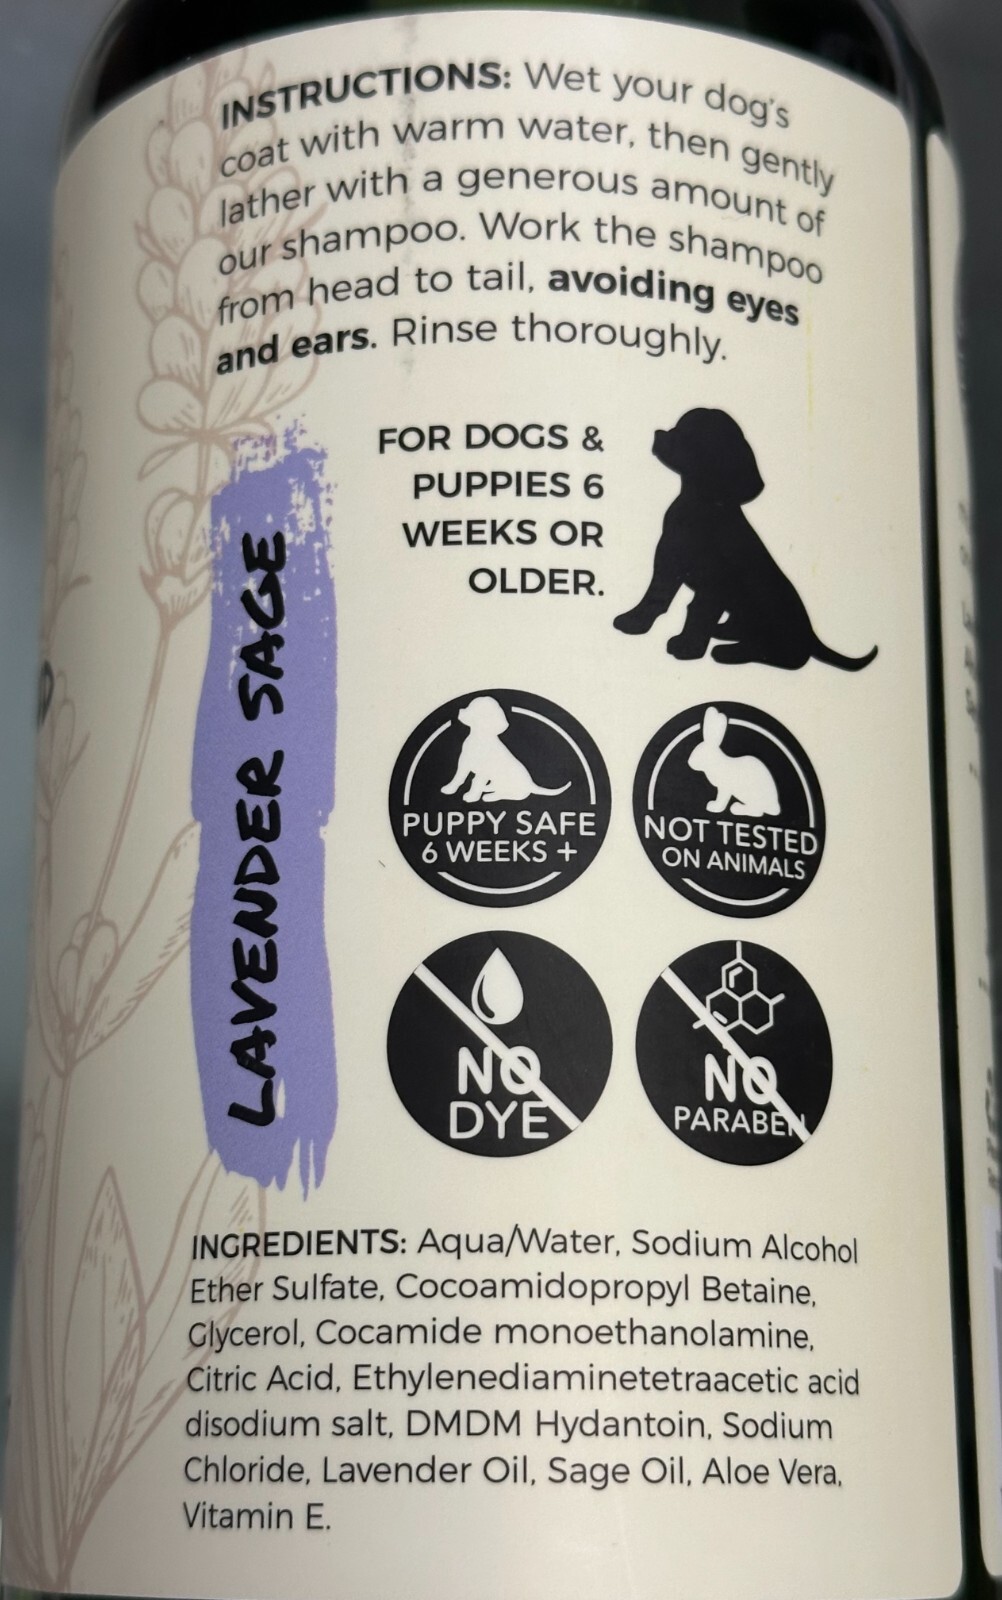 INSTRUCTIONS: Wet your dog's
coat with warm water, then gently
lather with a generous amount of
our shampoo. Work the shampoo
from head to tail, avoiding eyes
and ears. Rinse thoroughly.
FOR DOGS &
PUPPIES 6
WEEKS OR
OLDER.
LAVENDER SAGE
PUPPY SAFE
6 WEEKS +
NOT TESTED
ON ANIMALS
NO
DYE
NO
PARABEN
INGREDIENTS: Aqua/Water, Sodium Alcohol
Ether Sulfate, Cocoamidopropyl Betaine,
Glycerol, Cocamide monoethanolamine,
Citric Acid, Ethylenediaminetetraacetic acid
disodium salt, DMDM Hydantoin, Sodium
Chloride, Lavender Oil, Sage Oil, Aloe Vera,
Vitamin E.